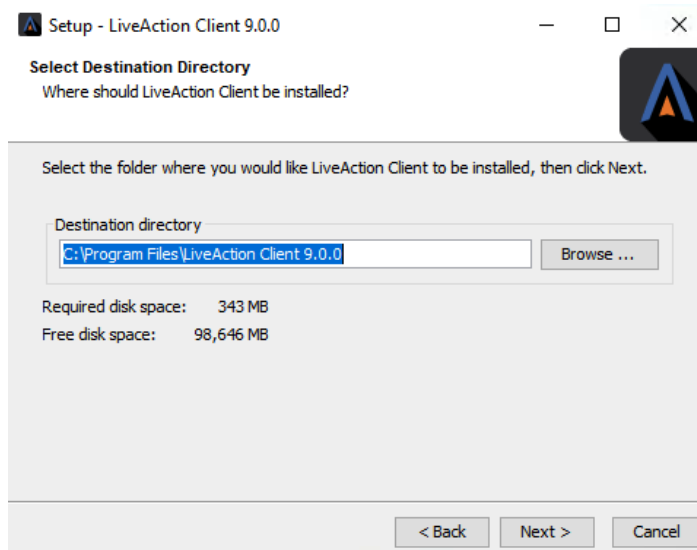 Setup - LiveAction Client 9.0.0
Select Destination Directory
Where should LiveAction Client be installed?
Select the folder where you would like LiveAction Client to be installed, then click Next.
Destination directory
C:\Program Files\LiveAction Client 9.0.0
Browse ...
Required disk space: 343 MB
Free disk space: 98,646 MB
< Back Next > Cancel